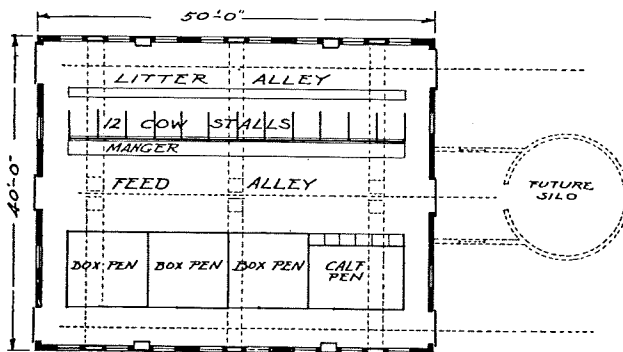 50'-0"
LITTER ALLEY
12 COW STALLS
MANGER
40'-0"
FEED ALLEY
FUTURE
SILO
BOX PEN BOX PEN BOX PEN CALF
PEN